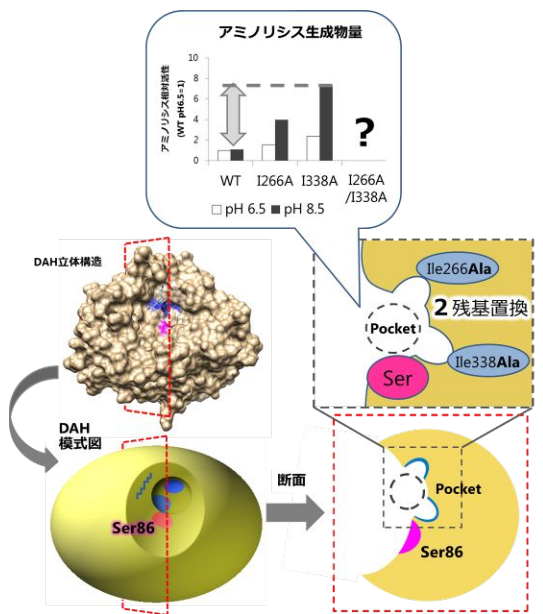 アミノリシス生成物量
アミノリシス相対活性
(WT pH6.5=1)
10
8
6
4
2
0
?
WT
I266A
I338A
I266A
/I338A
pH 6.5
pH 8.5
DAH立体構造
Ile266Ala
2残基置換
Pocket
Ile338Ala
Ser
DAH
模式図
Ser86
断面
Pocket
Ser86